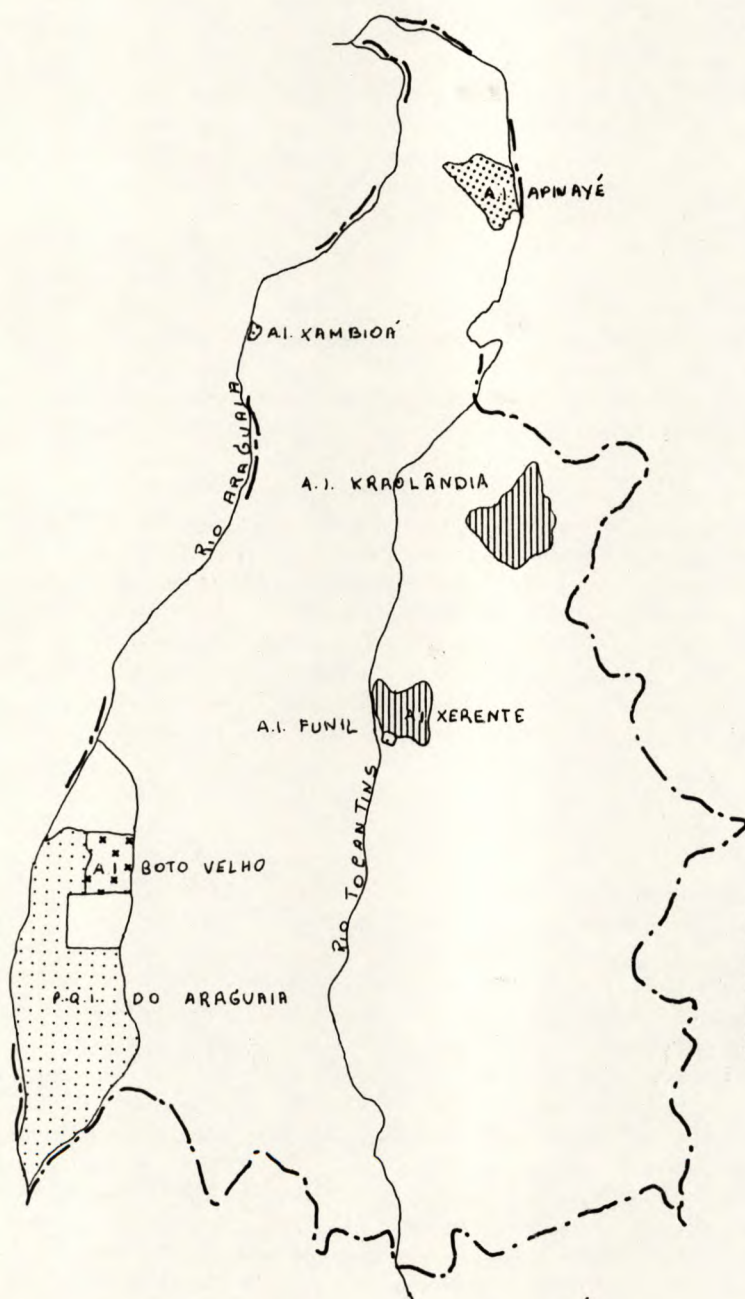 A.I. APINAYÉ
A.I. XAMBIOÁ
RIO ARAGUAIA
A.I. KRAOLÂNDIA
A.I. FUNIL
A.I. XERENTE
RIO TOCANTINS
A I BOTO VELHO
P.Q.I. DO ARAGUAIA